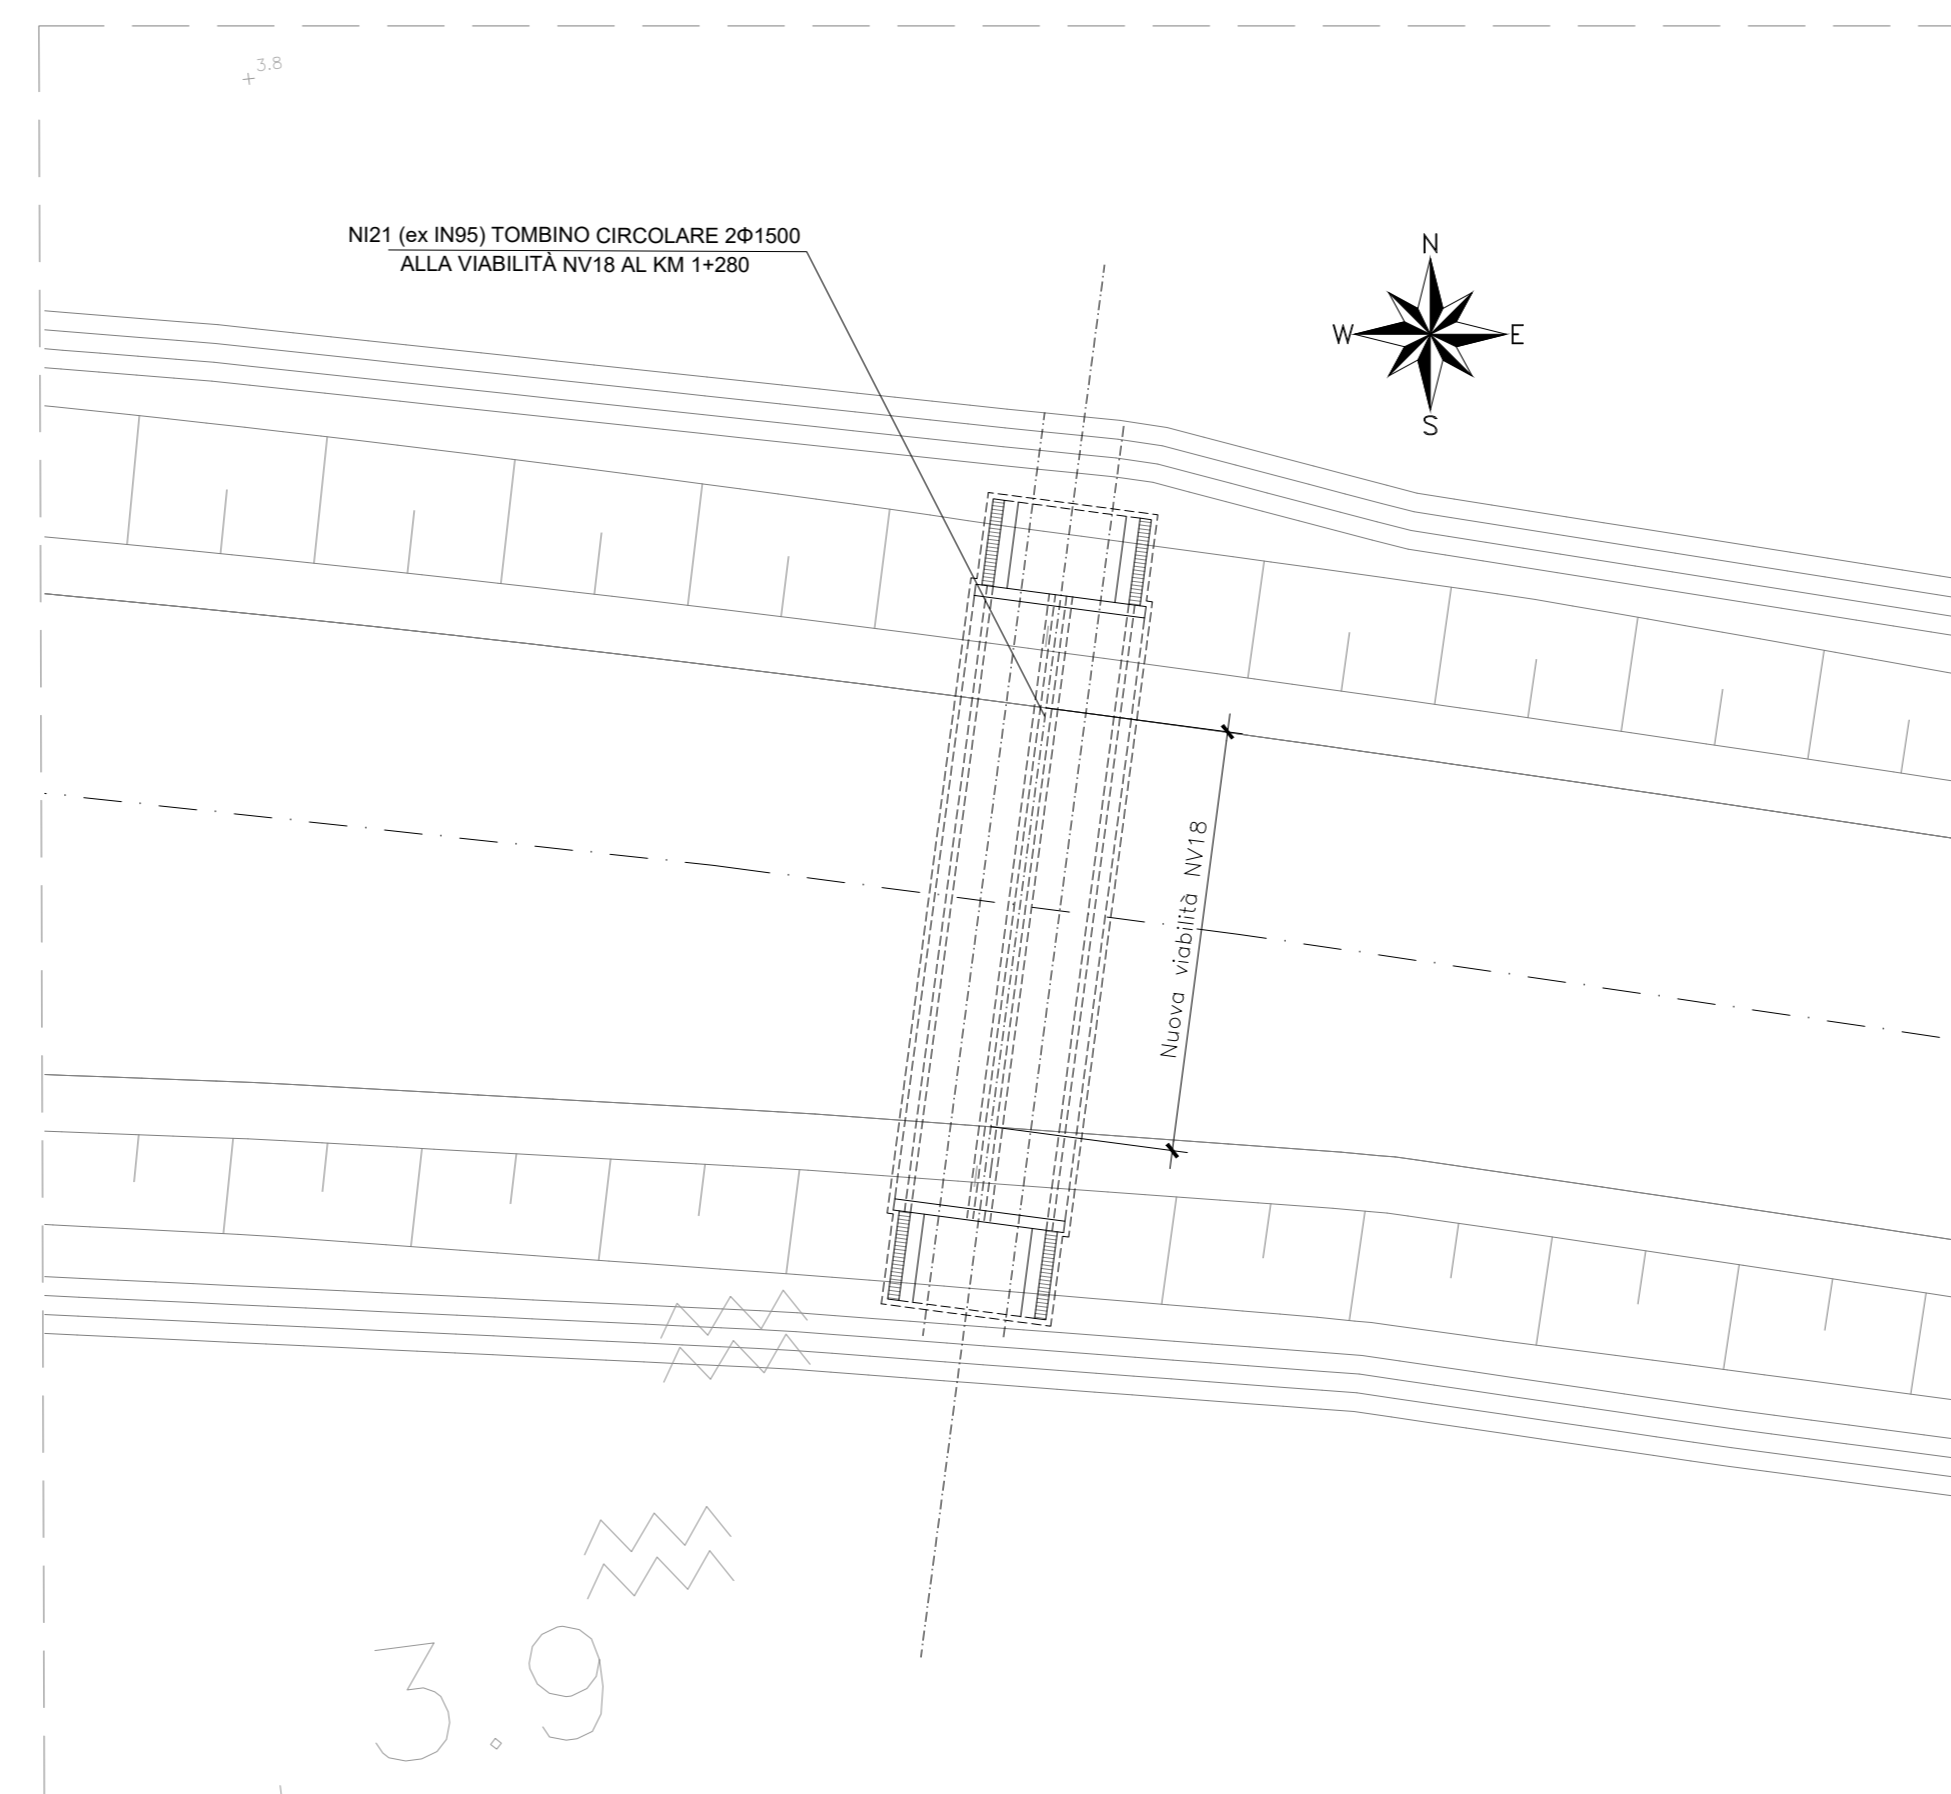 3.8
NI21 (ex IN95) TOMBINO CIRCOLARE 2Φ1500
ALLA VIABILITÀ NV18 AL KM 1+280
N
W
E
S
Nuova viabilità NV18
3.9